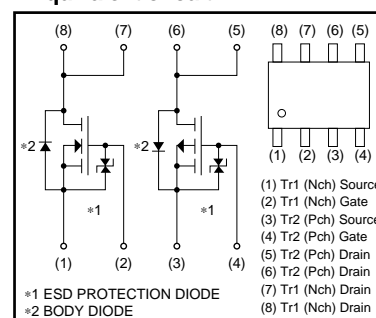 (8) (7) (6) (5) (8) (7) (6) (5)
∗2 ∗2
∗1 ∗1
(1) (2) (3) (4) (1) (2) (3) (4)
(1) Tr1 (Nch) Source
(2) Tr1 (Nch) Gate
(3) Tr2 (Pch) Source
(4) Tr2 (Pch) Gate
(5) Tr2 (Pch) Drain
(6) Tr2 (Pch) Drain
(7) Tr1 (Nch) Drain
(8) Tr1 (Nch) Drain
∗1 ESD PROTECTION DIODE
∗2 BODY DIODE